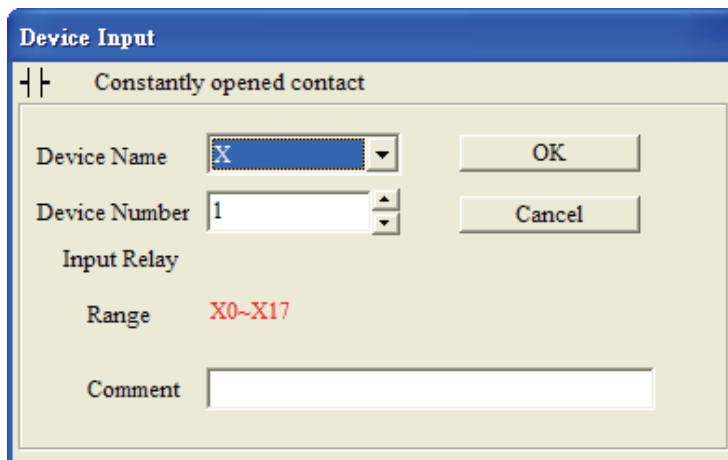 Device Input
Constantly opened contact
Device Name X OK
Device Number 1 Cancel
Input Relay
Range X0~X17
Comment